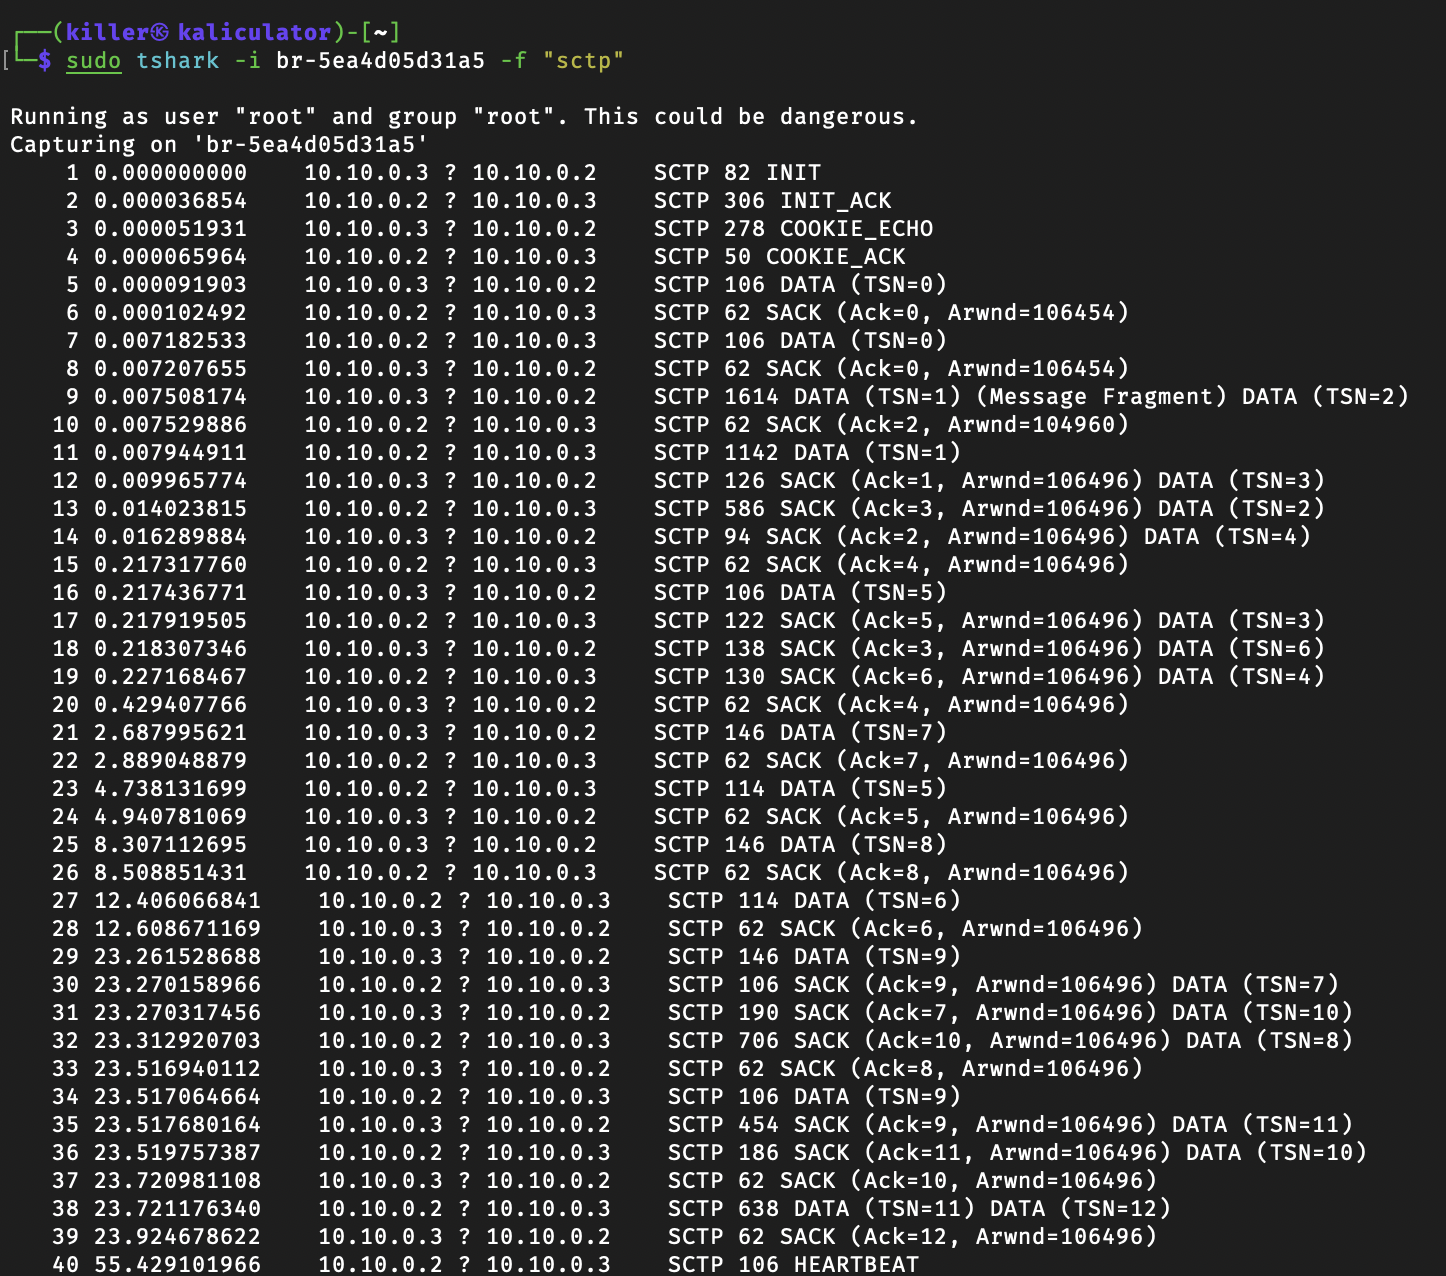 ┌──(killer㉿kaliculator)-[~]
[└─$ sudo tshark -i br-5ea4d05d31a5 -f "sctp"
Running as user "root" and group "root". This could be dangerous.
Capturing on 'br-5ea4d05d31a5'
    1 0.000000000    10.10.0.3 ? 10.10.0.2    SCTP 82 INIT
    2 0.000036854    10.10.0.2 ? 10.10.0.3    SCTP 306 INIT_ACK
    3 0.000051931    10.10.0.3 ? 10.10.0.2    SCTP 278 COOKIE_ECHO
    4 0.000065964    10.10.0.2 ? 10.10.0.3    SCTP 50 COOKIE_ACK
    5 0.000091903    10.10.0.3 ? 10.10.0.2    SCTP 106 DATA (TSN=0)
    6 0.000102492    10.10.0.2 ? 10.10.0.3    SCTP 62 SACK (Ack=0, Arwnd=106454)
    7 0.007182533    10.10.0.2 ? 10.10.0.3    SCTP 106 DATA (TSN=0)
    8 0.007207655    10.10.0.3 ? 10.10.0.2    SCTP 62 SACK (Ack=0, Arwnd=106454)
    9 0.007508174    10.10.0.3 ? 10.10.0.2    SCTP 1614 DATA (TSN=1) (Message Fragment) DATA (TSN=2)
   10 0.007529886    10.10.0.2 ? 10.10.0.3    SCTP 62 SACK (Ack=2, Arwnd=104960)
   11 0.007944911    10.10.0.2 ? 10.10.0.3    SCTP 1142 DATA (TSN=1)
   12 0.009965774    10.10.0.3 ? 10.10.0.2    SCTP 126 SACK (Ack=1, Arwnd=106496) DATA (TSN=3)
   13 0.014023815    10.10.0.2 ? 10.10.0.3    SCTP 586 SACK (Ack=3, Arwnd=106496) DATA (TSN=2)
   14 0.016289884    10.10.0.3 ? 10.10.0.2    SCTP 94 SACK (Ack=2, Arwnd=106496) DATA (TSN=4)
   15 0.217317760    10.10.0.2 ? 10.10.0.3    SCTP 62 SACK (Ack=4, Arwnd=106496)
   16 0.217436771    10.10.0.3 ? 10.10.0.2    SCTP 106 DATA (TSN=5)
   17 0.217919505    10.10.0.2 ? 10.10.0.3    SCTP 122 SACK (Ack=5, Arwnd=106496) DATA (TSN=3)
   18 0.218307346    10.10.0.3 ? 10.10.0.2    SCTP 138 SACK (Ack=3, Arwnd=106496) DATA (TSN=6)
   19 0.227168467    10.10.0.2 ? 10.10.0.3    SCTP 130 SACK (Ack=6, Arwnd=106496) DATA (TSN=4)
   20 0.429407766    10.10.0.3 ? 10.10.0.2    SCTP 62 SACK (Ack=4, Arwnd=106496)
   21 2.687995621    10.10.0.3 ? 10.10.0.2    SCTP 146 DATA (TSN=7)
   22 2.889048879    10.10.0.2 ? 10.10.0.3    SCTP 62 SACK (Ack=7, Arwnd=106496)
   23 4.738131699    10.10.0.2 ? 10.10.0.3    SCTP 114 DATA (TSN=5)
   24 4.940781069    10.10.0.3 ? 10.10.0.2    SCTP 62 SACK (Ack=5, Arwnd=106496)
   25 8.307112695    10.10.0.3 ? 10.10.0.2    SCTP 146 DATA (TSN=8)
   26 8.508851431    10.10.0.2 ? 10.10.0.3    SCTP 62 SACK (Ack=8, Arwnd=106496)
   27 12.406066841    10.10.0.2 ? 10.10.0.3    SCTP 114 DATA (TSN=6)
   28 12.608671169    10.10.0.3 ? 10.10.0.2    SCTP 62 SACK (Ack=6, Arwnd=106496)
   29 23.261528688    10.10.0.3 ? 10.10.0.2    SCTP 146 DATA (TSN=9)
   30 23.270158966    10.10.0.2 ? 10.10.0.3    SCTP 106 SACK (Ack=9, Arwnd=106496) DATA (TSN=7)
   31 23.270317456    10.10.0.3 ? 10.10.0.2    SCTP 190 SACK (Ack=7, Arwnd=106496) DATA (TSN=10)
   32 23.312920703    10.10.0.2 ? 10.10.0.3    SCTP 706 SACK (Ack=10, Arwnd=106496) DATA (TSN=8)
   33 23.516940112    10.10.0.3 ? 10.10.0.2    SCTP 62 SACK (Ack=8, Arwnd=106496)
   34 23.517064664    10.10.0.2 ? 10.10.0.3    SCTP 106 DATA (TSN=9)
   35 23.517680164    10.10.0.3 ? 10.10.0.2    SCTP 454 SACK (Ack=9, Arwnd=106496) DATA (TSN=11)
   36 23.519757387    10.10.0.2 ? 10.10.0.3    SCTP 186 SACK (Ack=11, Arwnd=106496) DATA (TSN=10)
   37 23.720981108    10.10.0.3 ? 10.10.0.2    SCTP 62 SACK (Ack=10, Arwnd=106496)
   38 23.721176340    10.10.0.2 ? 10.10.0.3    SCTP 638 DATA (TSN=11) DATA (TSN=12)
   39 23.924678622    10.10.0.3 ? 10.10.0.2    SCTP 62 SACK (Ack=12, Arwnd=106496)
   40 55.429101966    10.10.0.2 ? 10.10.0.3    SCTP 106 HEARTBEAT